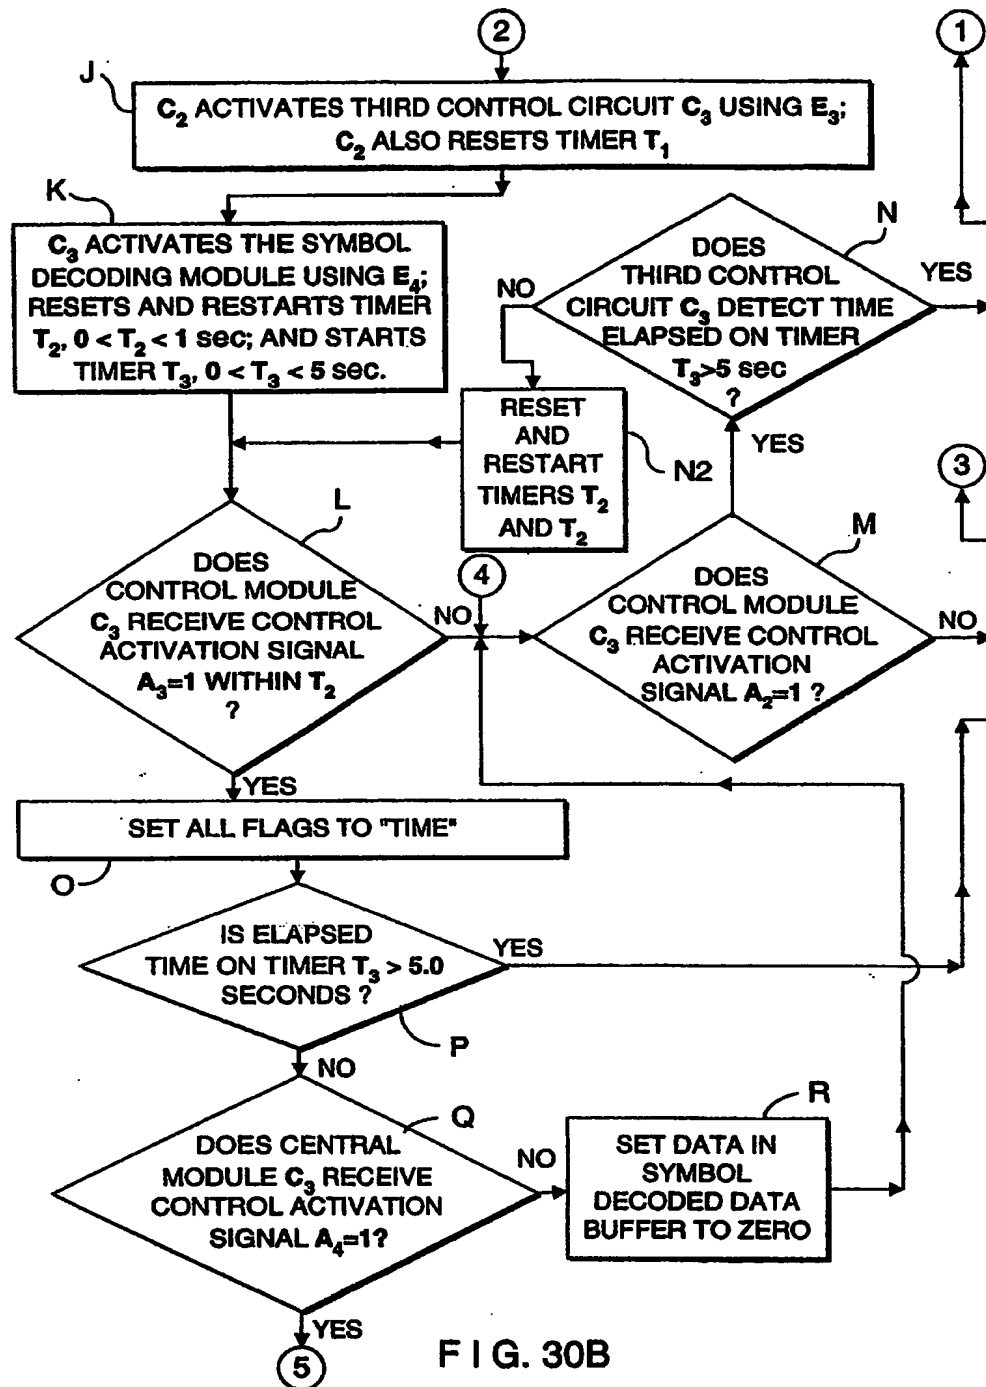 2
1
J
C₂ ACTIVATES THIRD CONTROL CIRCUIT C₃ USING E₃;
C₂ ALSO RESETS TIMER T₁
K
C₃ ACTIVATES THE SYMBOL
DECODING MODULE USING E₄;
RESETS AND RESTARTS TIMER
T₂, 0 < T₂ < 1 sec; AND STARTS
TIMER T₃, 0 < T₃ < 5 sec.
N
DOES
THIRD CONTROL
CIRCUIT C₃ DETECT TIME
ELAPSED ON TIMER
T₃>5 sec
?
NO
YES
YES
RESET
AND
RESTART
TIMERS T₂
AND T₂
N2
3
L
DOES
CONTROL MODULE
C₃ RECEIVE CONTROL
ACTIVATION SIGNAL
A₃=1 WITHIN T₂
?
NO
4
M
DOES
CONTROL MODULE
C₃ RECEIVE CONTROL
ACTIVATION
SIGNAL A₂=1 ?
NO
YES
SET ALL FLAGS TO "TIME"
O
IS ELAPSED
TIME ON TIMER T₃ > 5.0
SECONDS ?
YES
P
NO
Q
DOES CENTRAL
MODULE C₃ RECEIVE
CONTROL ACTIVATION
SIGNAL A₄=1?
NO
R
SET DATA IN
SYMBOL
DECODED DATA
BUFFER TO ZERO
YES
5
F I G. 30B